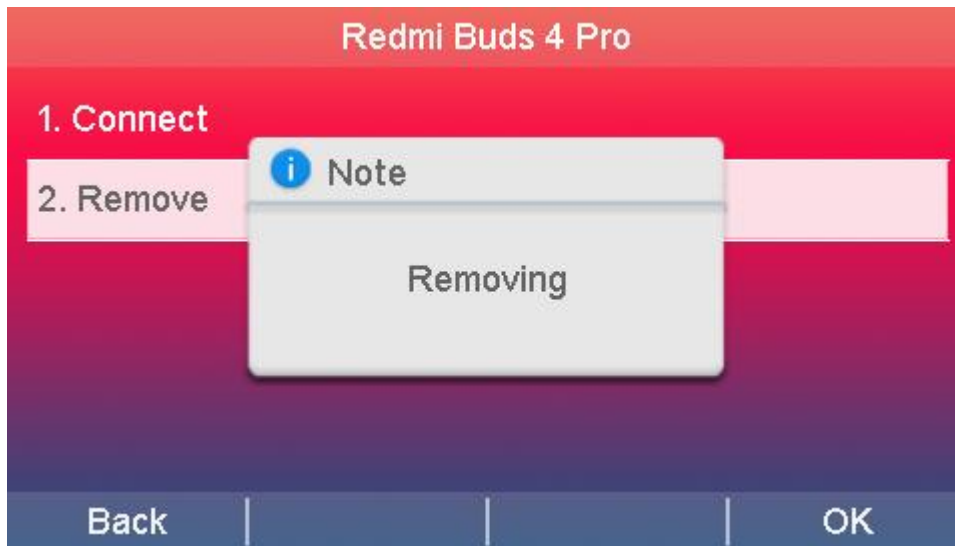 Redmi Buds 4 Pro
1. Connect
Note
2. Remove
Removing
Back
OK